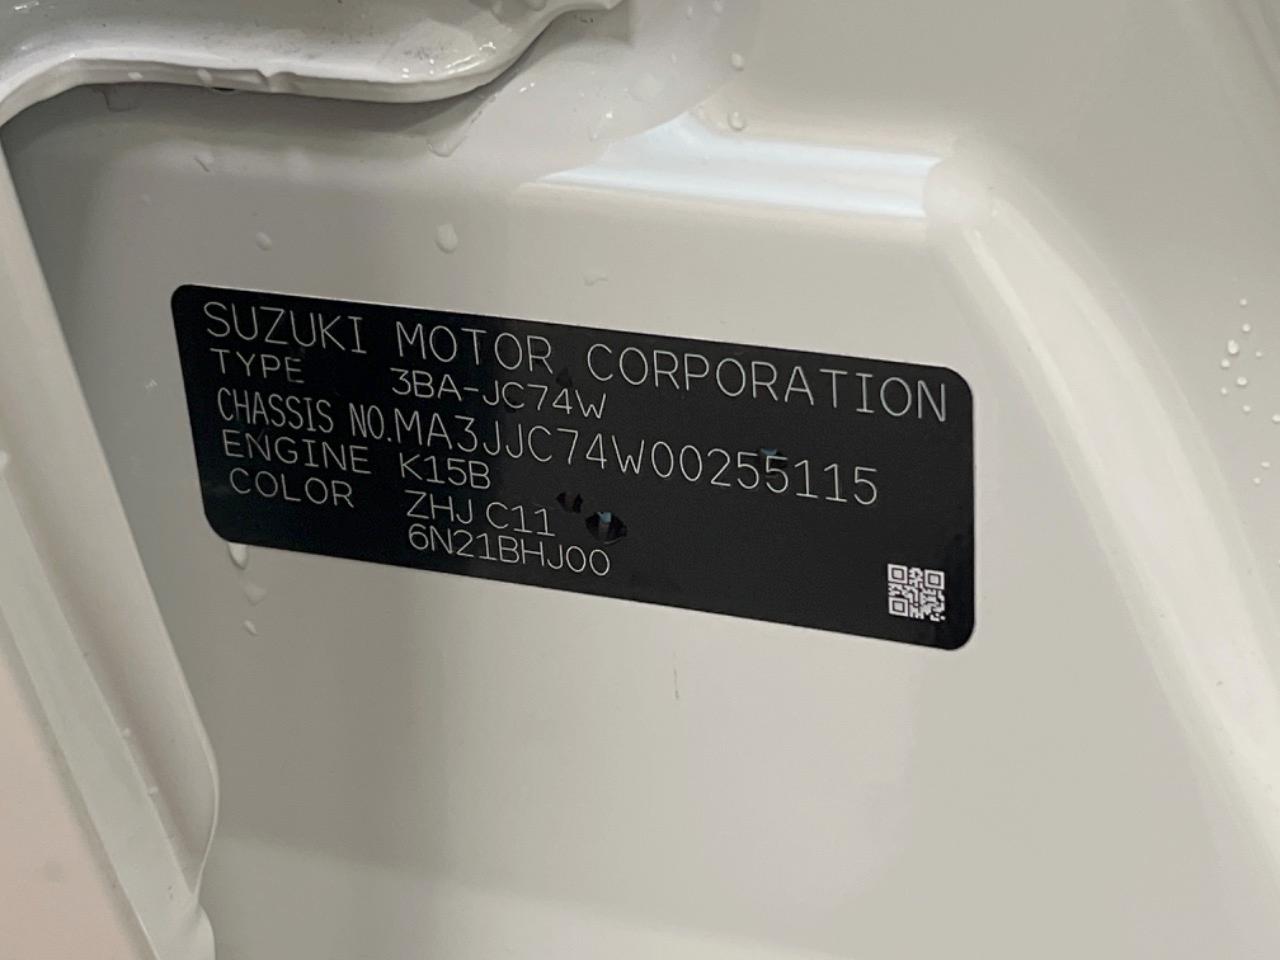 SUZUKI MOTOR CORPORATION
TYPE 3BA-JC74W
CHASSIS NO.MA3JJC74W00255115
ENGINE K15B
COLOR ZHJ C11
6N21BHJ00